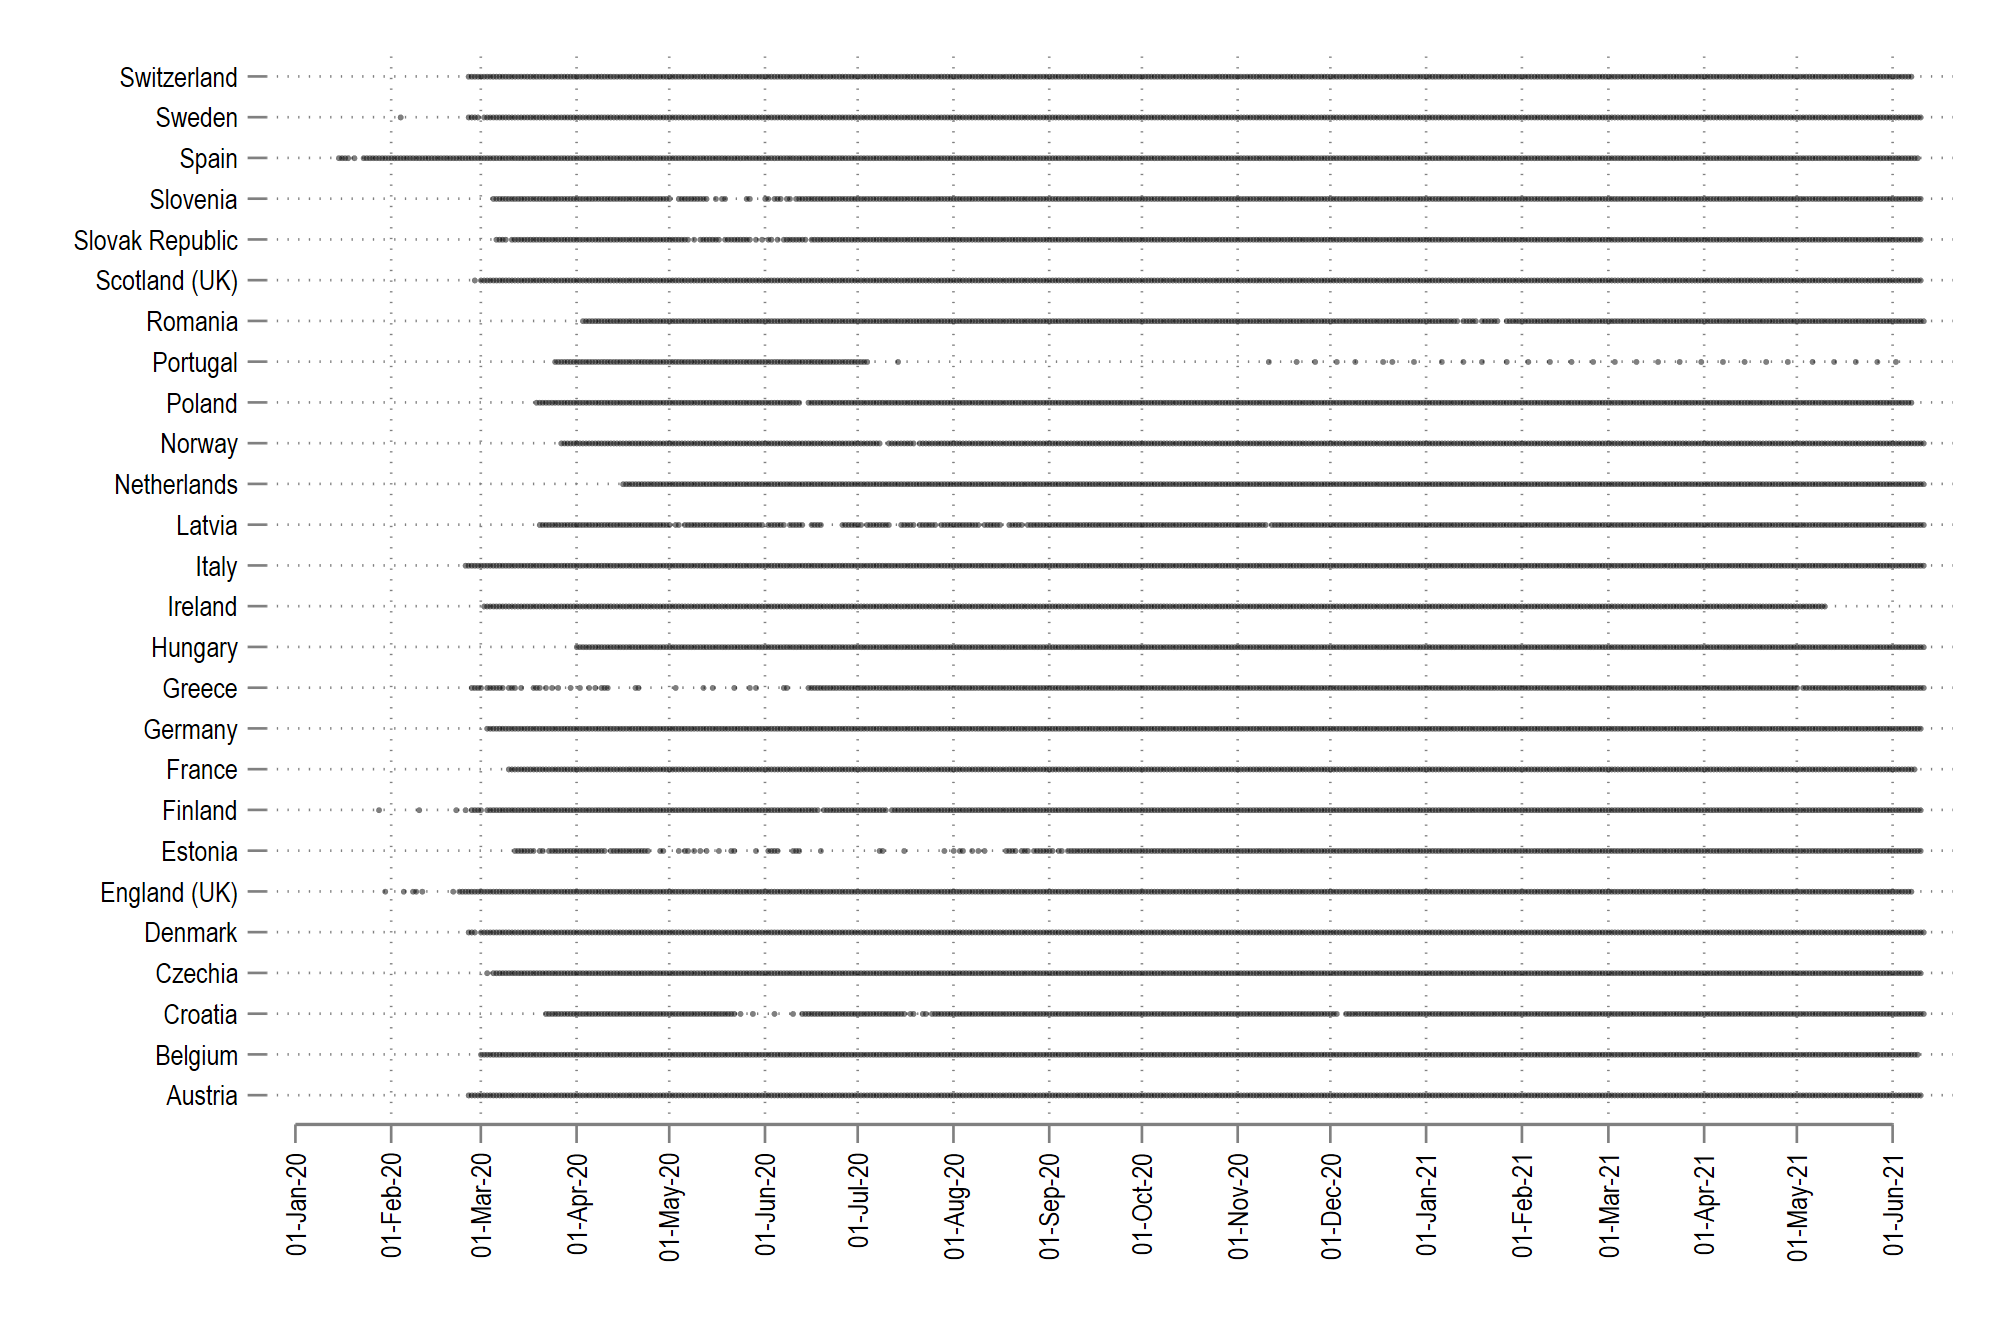 Switzerland
Sweden
Spain
Slovenia
Slovak Republic
Scotland (UK)
Romania
Portugal
Poland
Norway
Netherlands
Latvia
Italy
Ireland
Hungary
Greece
Germany
France
Finland
Estonia
England (UK)
Denmark
Czechia
Croatia
Belgium
Austria
01-Jan-20
01-Feb-20
01-Mar-20
01-Apr-20
01-May-20
01-Jun-20
01-Jul-20
01-Aug-20
01-Sep-20
01-Oct-20
01-Nov-20
01-Dec-20
01-Jan-21
01-Feb-21
01-Mar-21
01-Apr-21
01-May-21
01-Jun-21